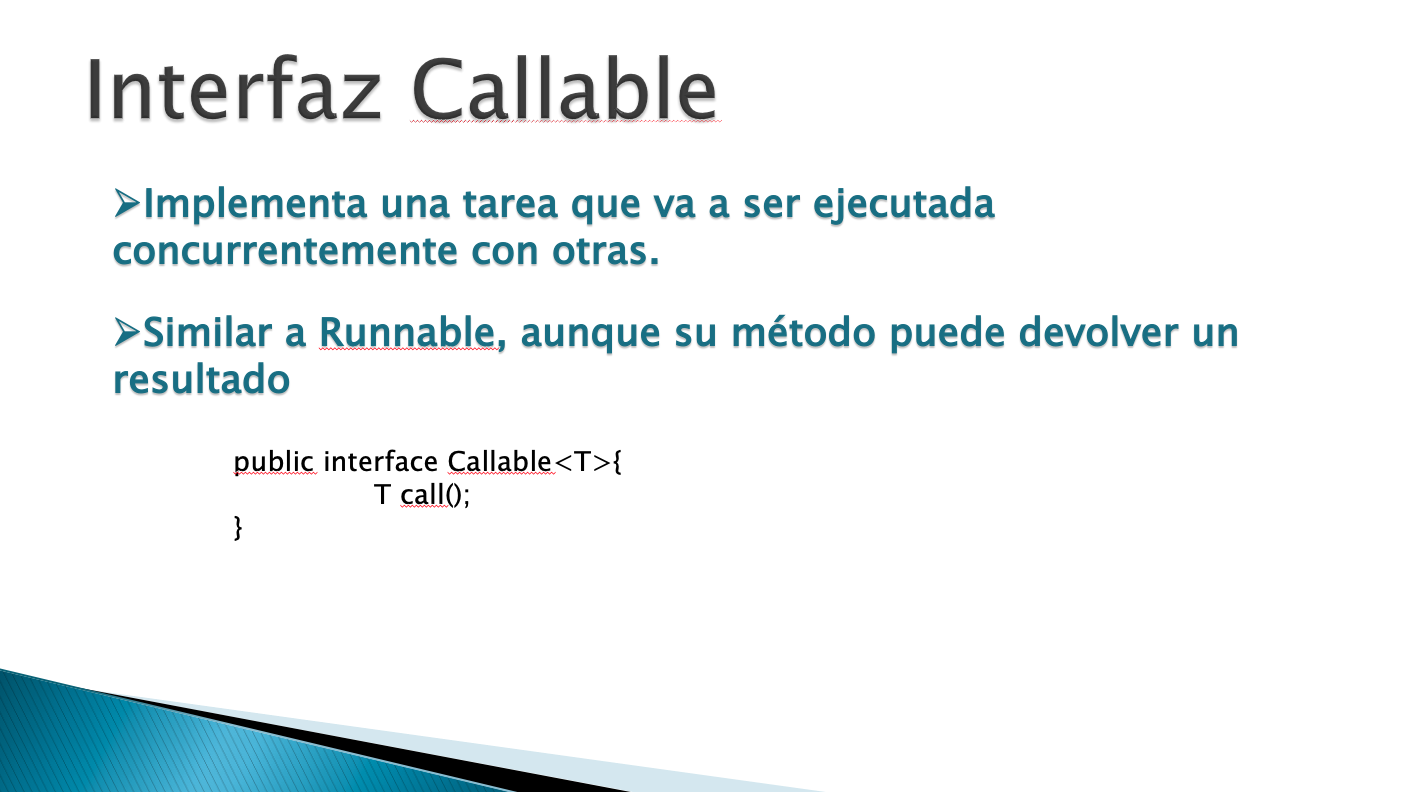 Interfaz Callable
➢Implementa una tarea que va a ser ejecutada
concurrentemente con otras.
➢Similar a Runnable, aunque su método puede devolver un
resultado
public interface Callable<T>{
T call();
}